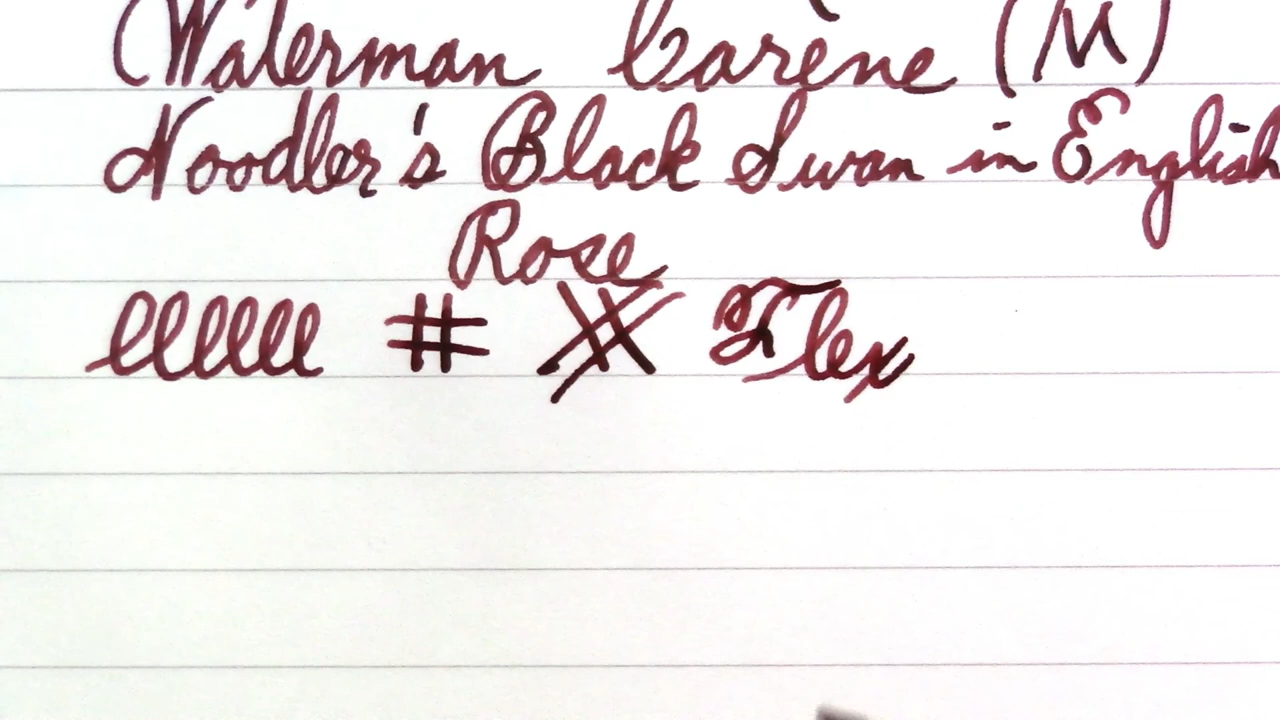 Waterman Carène (M)
Noodler's Black Swan in English
Rose
llllll # # Flex